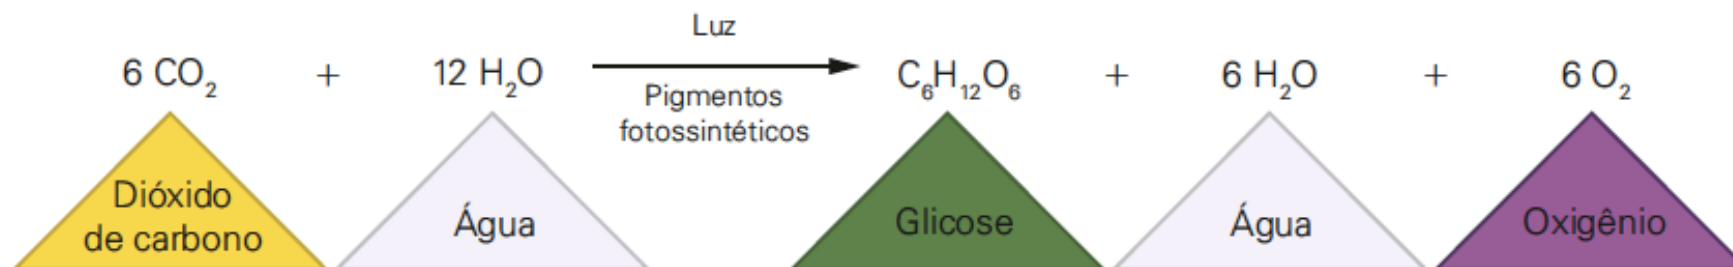 Luz
6 CO₂ + 12 H₂O C₆H₁₂O₆ + 6 H₂O + 6 O₂
Pigmentos
fotossintéticos
Dióxido
de carbono
Água
Glicose
Água
Oxigênio